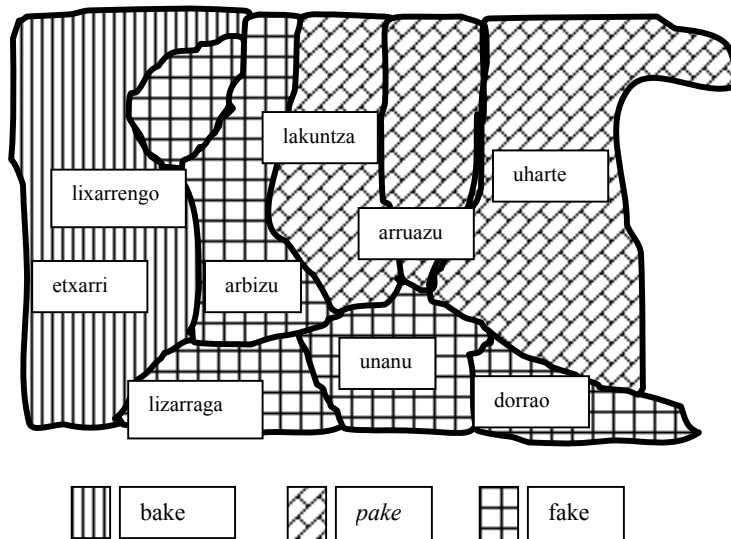 lakuntza
uharte
lixarrengo
arruazu
etxarri
arbizu
unanu
lizarraga
dorrao
bake
pake
fake